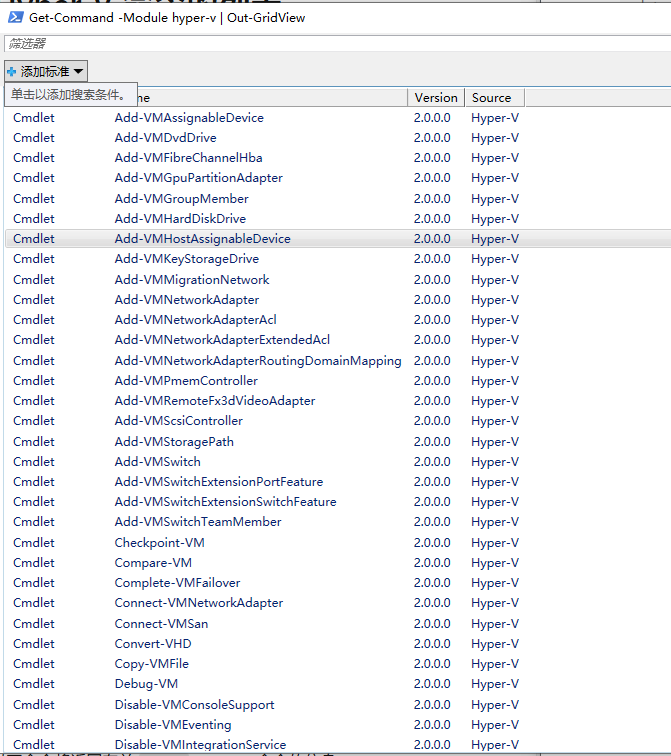 Get-Command -Module hyper-v | Out-GridView
筛选器
添加标准
单击以添加搜索条件。
Version Source
Cmdlet Add-VMAssignableDevice 2.0.0.0 Hyper-V
Cmdlet Add-VMDvdDrive 2.0.0.0 Hyper-V
Cmdlet Add-VMFibreChannelHba 2.0.0.0 Hyper-V
Cmdlet Add-VMGpuPartitionAdapter 2.0.0.0 Hyper-V
Cmdlet Add-VMGroupMember 2.0.0.0 Hyper-V
Cmdlet Add-VMHardDiskDrive 2.0.0.0 Hyper-V
Cmdlet Add-VMHostAssignableDevice 2.0.0.0 Hyper-V
Cmdlet Add-VMKeyStorageDrive 2.0.0.0 Hyper-V
Cmdlet Add-VMMigrationNetwork 2.0.0.0 Hyper-V
Cmdlet Add-VMNetworkAdapter 2.0.0.0 Hyper-V
Cmdlet Add-VMNetworkAdapterAcl 2.0.0.0 Hyper-V
Cmdlet Add-VMNetworkAdapterExtendedAcl 2.0.0.0 Hyper-V
Cmdlet Add-VMNetworkAdapterRoutingDomainMapping 2.0.0.0 Hyper-V
Cmdlet Add-VMPmemController 2.0.0.0 Hyper-V
Cmdlet Add-VMRemoteFx3dVideoAdapter 2.0.0.0 Hyper-V
Cmdlet Add-VMScsiController 2.0.0.0 Hyper-V
Cmdlet Add-VMStoragePath 2.0.0.0 Hyper-V
Cmdlet Add-VMSwitch 2.0.0.0 Hyper-V
Cmdlet Add-VMSwitchExtensionPortFeature 2.0.0.0 Hyper-V
Cmdlet Add-VMSwitchExtensionSwitchFeature 2.0.0.0 Hyper-V
Cmdlet Add-VMSwitchTeamMember 2.0.0.0 Hyper-V
Cmdlet Checkpoint-VM 2.0.0.0 Hyper-V
Cmdlet Compare-VM 2.0.0.0 Hyper-V
Cmdlet Complete-VMFailover 2.0.0.0 Hyper-V
Cmdlet Connect-VMNetworkAdapter 2.0.0.0 Hyper-V
Cmdlet Connect-VMSan 2.0.0.0 Hyper-V
Cmdlet Convert-VHD 2.0.0.0 Hyper-V
Cmdlet Copy-VMFile 2.0.0.0 Hyper-V
Cmdlet Debug-VM 2.0.0.0 Hyper-V
Cmdlet Disable-VMConsoleSupport 2.0.0.0 Hyper-V
Cmdlet Disable-VMEventing 2.0.0.0 Hyper-V
Cmdlet Disable-VMIntegrationService 2.0.0.0 Hyper-V